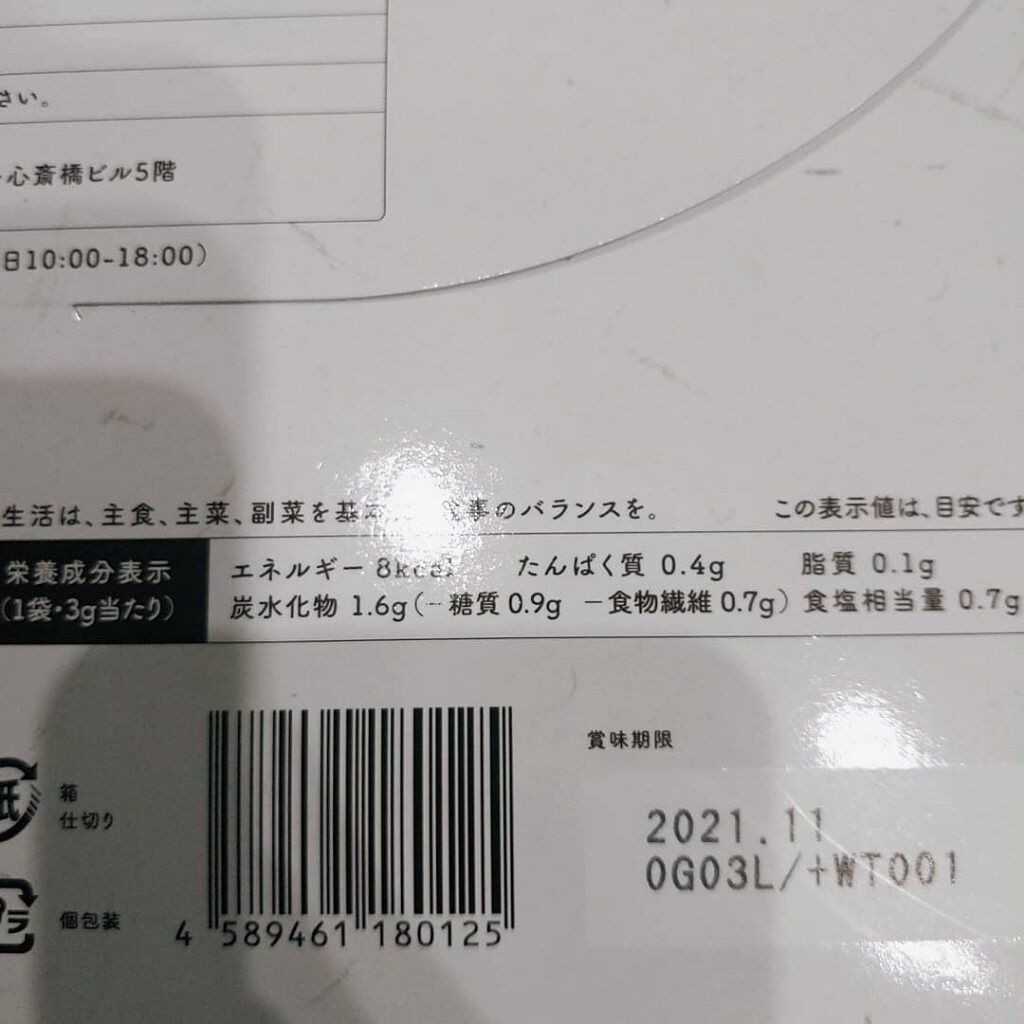 さい。
心斎橋ビル5階
日10:00-18:00)
生活は、主食、主菜、副菜を基 食事のバランスを。
この表示値は、目安です
栄養成分表示
(1袋・3g当たり)
エネルギー 8kcal たんぱく質 0.4g 脂質 0.1g
炭水化物 1.6g(-糖質 0.9g -食物繊維 0.7g) 食塩相当量 0.7g
紙
箱
仕切り
プラ
個包装
4 589461 180125
賞味期限
2021.11
0G03L/+WT001